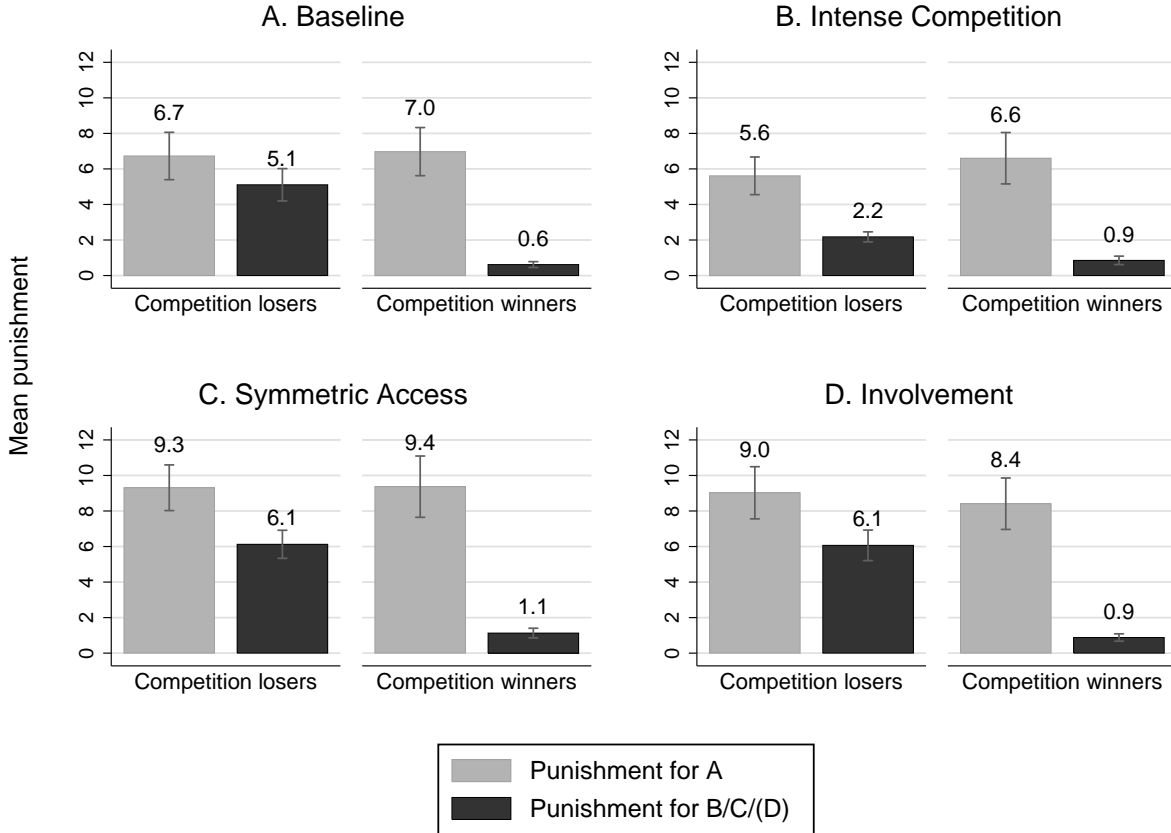 A. Baseline
B. Intense Competition
0 2 4 6 8 10 12
6.7
5.1
7.0
0.6
Competition losers
Competition winners
0 2 4 6 8 10 12
5.6
2.2
6.6
0.9
Competition losers
Competition winners
Mean punishment
C. Symmetric Access
D. Involvement
0 2 4 6 8 10 12
9.3
6.1
9.4
1.1
Competition losers
Competition winners
0 2 4 6 8 10 12
9.0
6.1
8.4
0.9
Competition losers
Competition winners
Punishment for A
Punishment for B/C/(D)